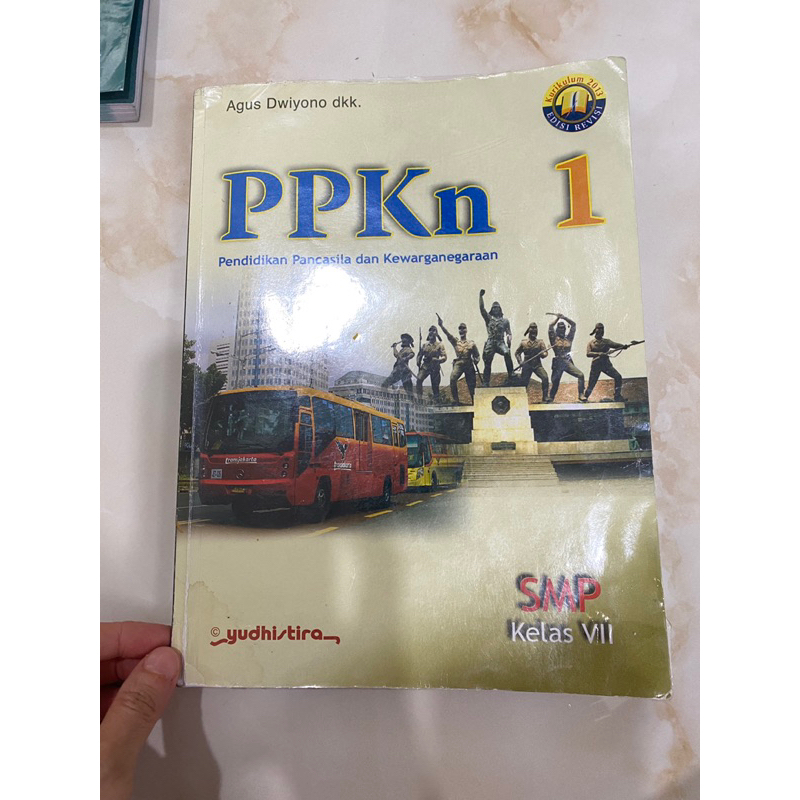 Agus Dwiyono dkk.
Kurikulum 2013
EDISI REVISI
PPKn 1
Pendidikan Pancasila dan Kewarganegaraan
transjakarta
SMP
Kelas VII
© yudhistira